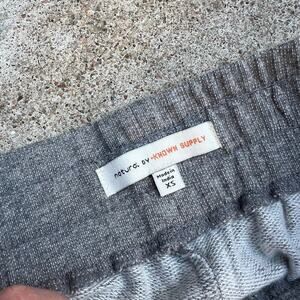 natural by •KNOWN SUPPLY
Made in
India
XS